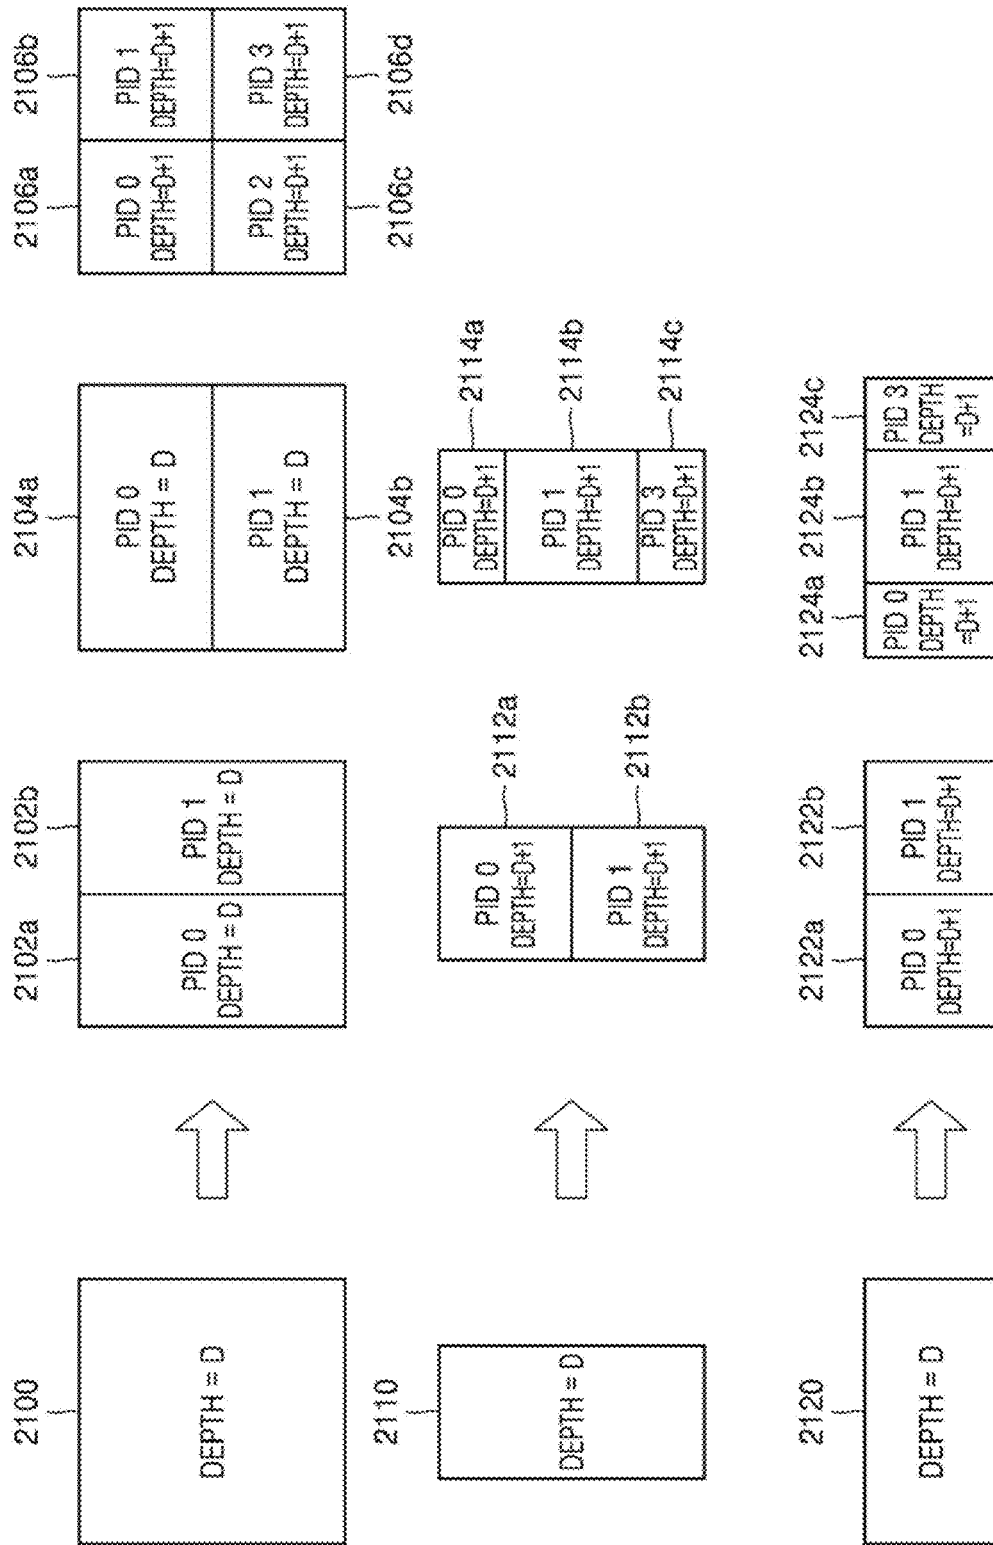 2100
DEPTH = D
2102a
2102b
PID 0
DEPTH = D
PID 1
DEPTH = D
2104a
PID 0
DEPTH = D
PID 1
DEPTH = D
2104b
2106a
2106b
PID 0
DEPTH=D+1
PID 1
DEPTH=D+1
PID 2
DEPTH=D+1
PID 3
DEPTH=D+1
2106c
2106d
2110
DEPTH = D
PID 0
DEPTH=D+1
2112a
PID 1
DEPTH=D+1
2112b
PID 0
DEPTH=D+1
2114a
PID 1
DEPTH=D+1
2114b
PID 3
DEPTH=D+1
2114c
2120
DEPTH = D
2122a
2122b
PID 0
DEPTH=D+1
PID 1
DEPTH=D+1
2124a
2124b
2124c
PID 0
DEPTH
=D+1
PID 1
DEPTH=D+1
PID 3
DEPTH
=D+1